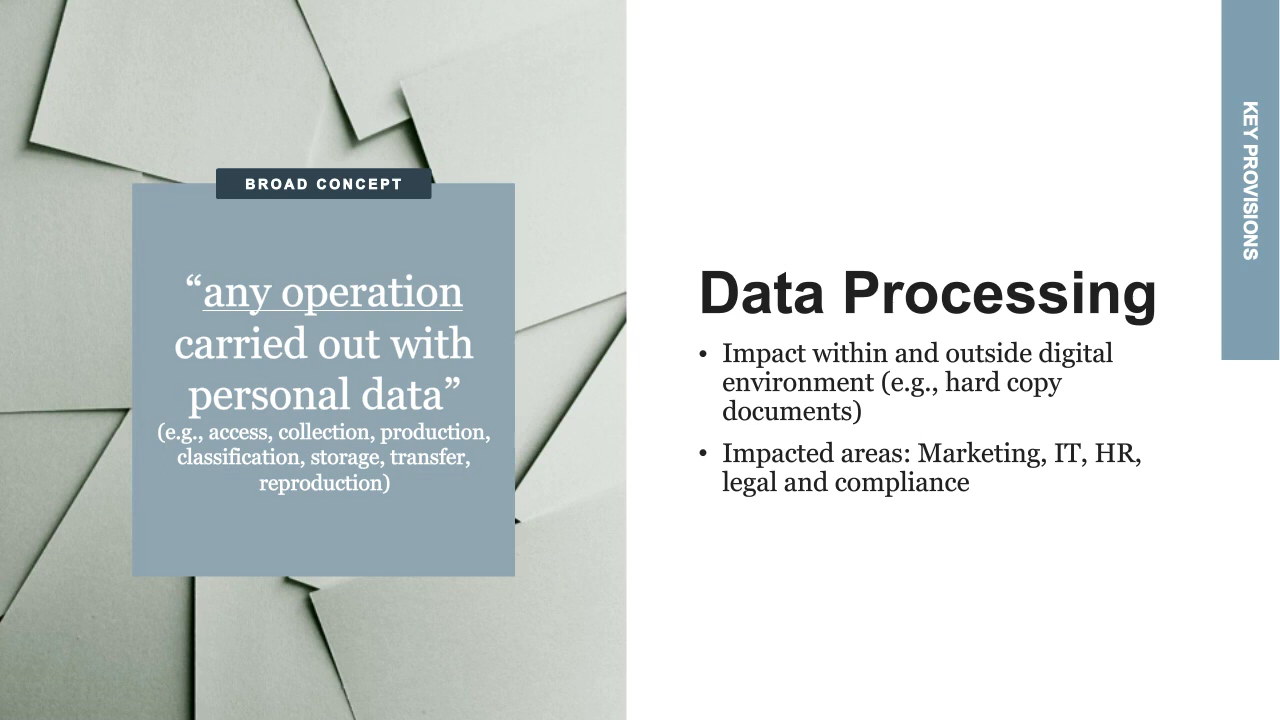 BROAD CONCEPT
“any operation
carried out with
personal data”
(e.g., access, collection, production,
classification, storage, transfer,
reproduction)
Data Processing
• Impact within and outside digital
environment (e.g., hard copy
documents)
• Impacted areas: Marketing, IT, HR,
legal and compliance
KEY PROVISIONS